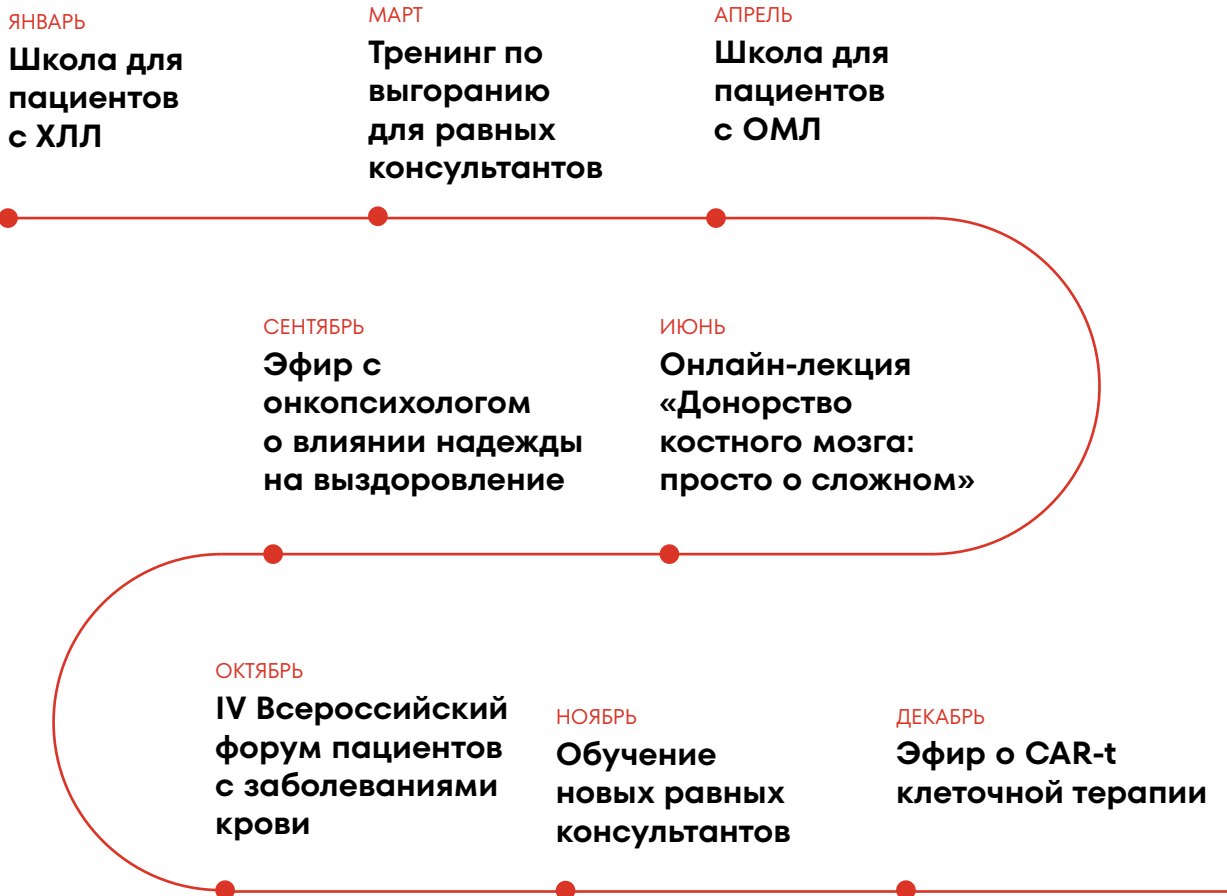 ЯНВАРЬ
Школа для
пациентов
с ХЛЛ
МАРТ
Тренинг по
выгоранию
для равных
консультантов
АПРЕЛЬ
Школа для
пациентов
с ОМЛ
СЕНТЯБРЬ
Эфир с
онкопсихологом
о влиянии надежды
на выздоровление
ИЮНЬ
Онлайн-лекция
«Донорство
костного мозга:
просто о сложном»
ОКТЯБРЬ
IV Всероссийский
форум пациентов
с заболеваниями
крови
НОЯБРЬ
Обучение
новых равных
консультантов
ДЕКАБРЬ
Эфир о CAR-t
клеточной терапии